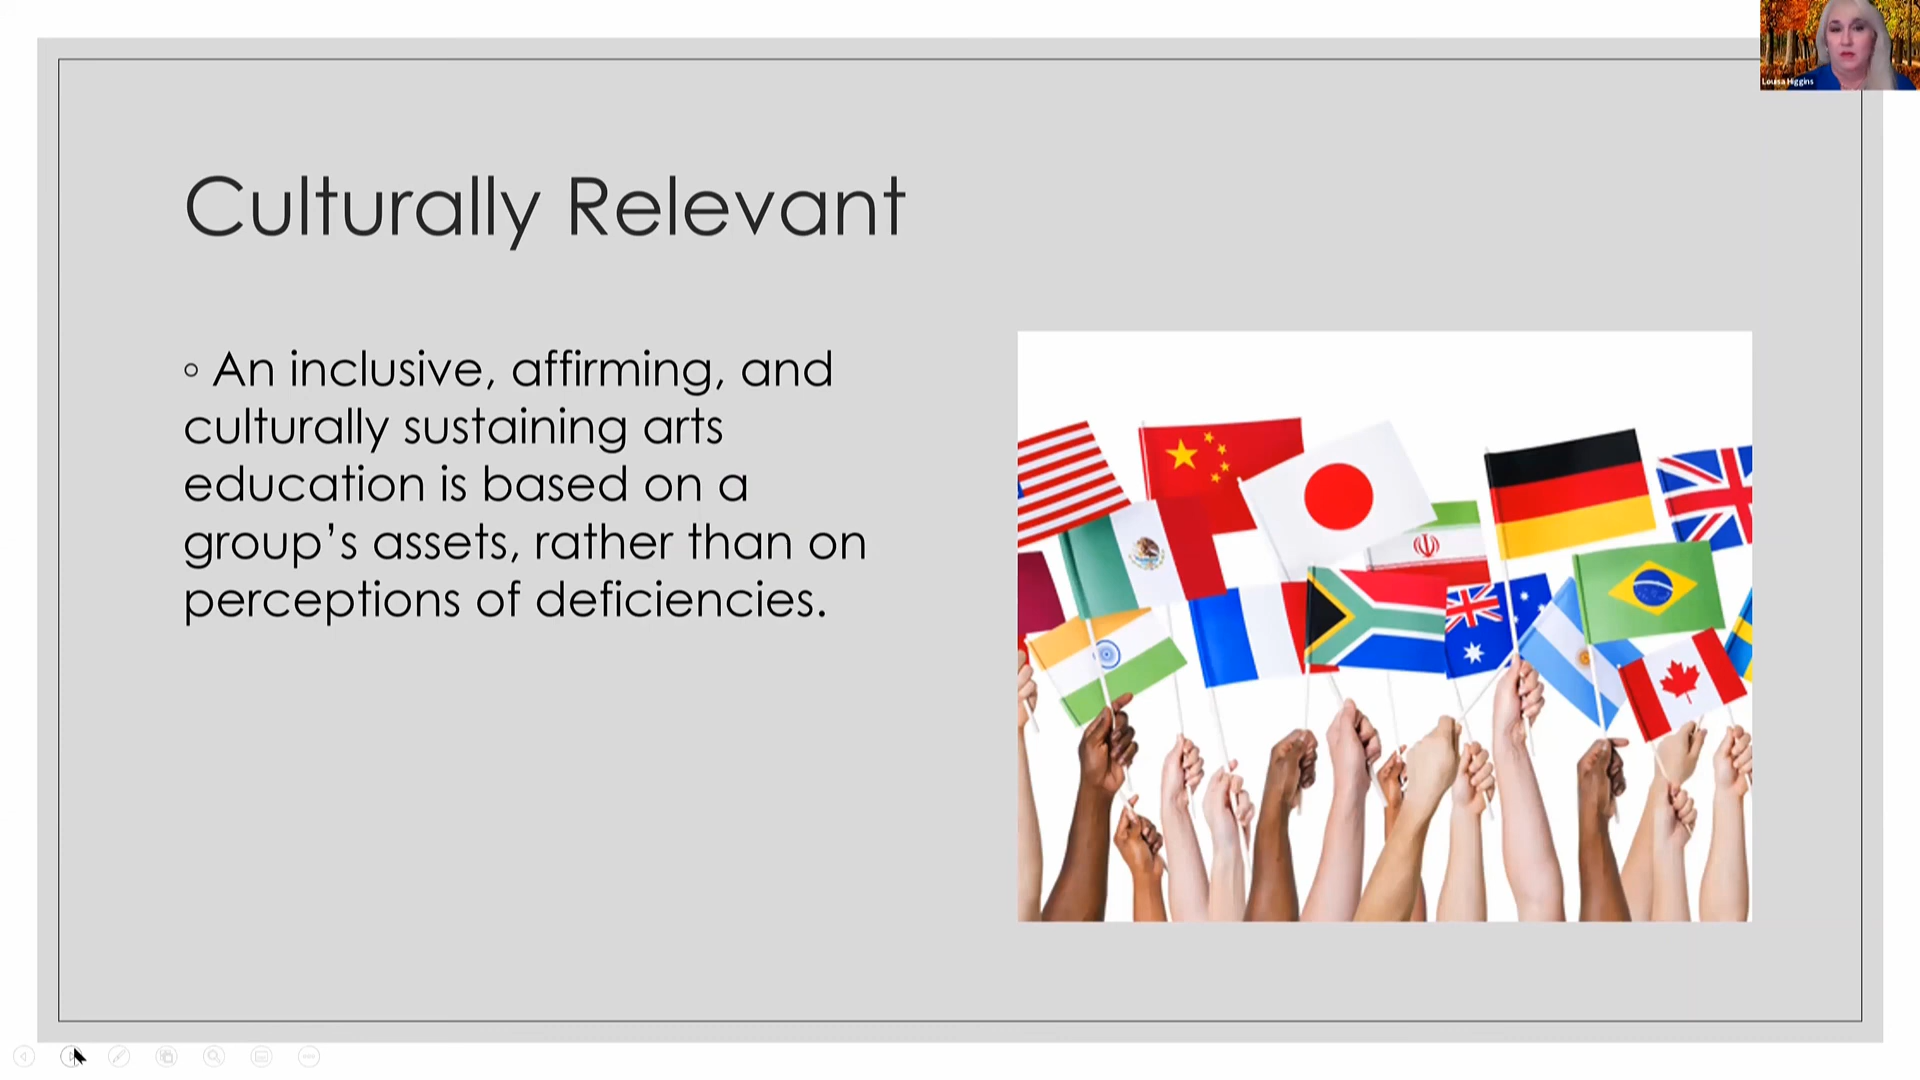 Louisa Higgins
Culturally Relevant
◦ An inclusive, affirming, and
culturally sustaining arts
education is based on a
group’s assets, rather than on
perceptions of deficiencies.